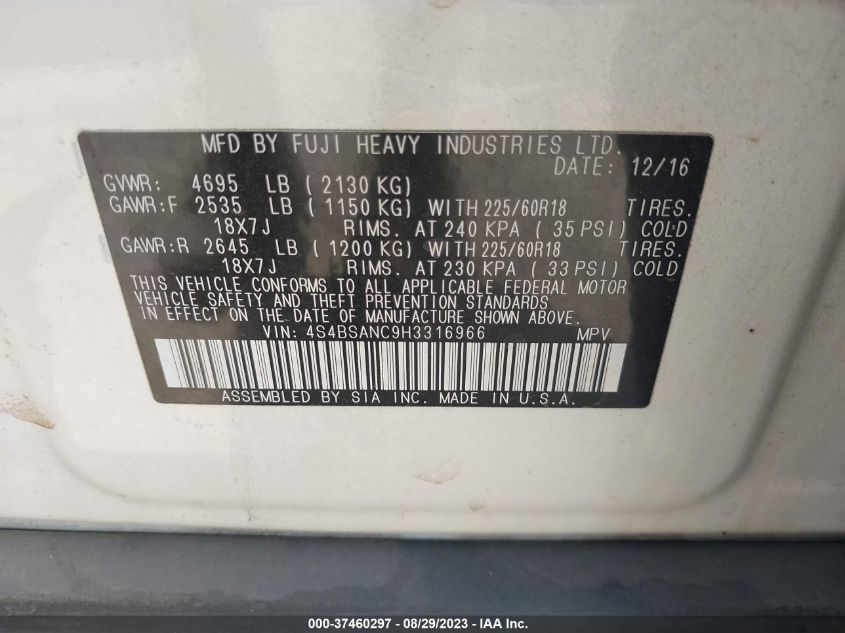 MFD BY FUJI HEAVY INDUSTRIES LTD.
DATE: 12/16
GVWR: 4695 LB ( 2130 KG)
GAWR:F 2535 LB ( 1150 KG) WITH 225/60R18 TIRES.
18X7J RIMS. AT 240 KPA ( 35 PSI) COLD
GAWR:R 2645 LB ( 1200 KG) WITH 225/60R18 TIRES.
18X7J RIMS. AT 230 KPA ( 33 PSI) COLD
THIS VEHICLE CONFORMS TO ALL APPLICABLE FEDERAL MOTOR
VEHICLE SAFETY AND THEFT PREVENTION STANDARDS
IN EFFECT ON THE DATE OF MANUFACTURE SHOWN ABOVE.
VIN: 4S4BSANC9H3316966 MPV
ASSEMBLED BY SIA INC. MADE IN U.S.A.
000-37460297 - 08/29/2023 - IAA Inc.